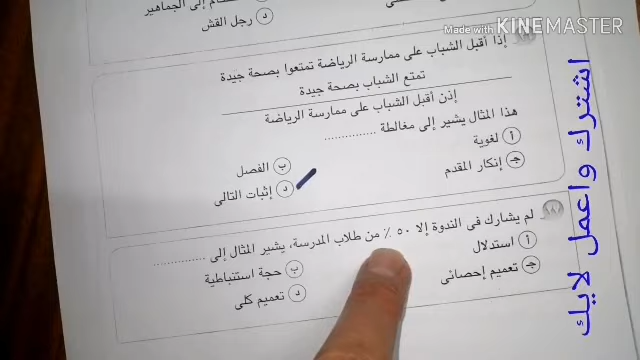 Made with KINEMASTER
د رجل القش
إذا أقبل الشباب على ممارسة الرياضة تمتعوا بصحة جيدة
تمتع الشباب بصحة جيدة
إذن أقبل الشباب على ممارسة الرياضة
هذا المثال يشير إلى مغالطة ..............
أ لغوية
ب الفصل
جـ إنكار المقدم
د إثبات التالى
لم يشارك فى الندوة إلا ٥٠ ٪ من طلاب المدرسة، يشير المثال إلى ..............
أ استدلال
ب حجة استنباطية
جـ تعميم إحصائى
د تعميم كلى
اشترك واعمل لايك